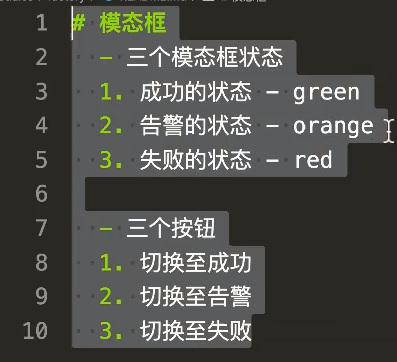 1 # 模态框
2 - 三个模态框状态
3 1. 成功的状态 - green
4 2. 告警的状态 - orange
5 3. 失败的状态 - red
6
7 - 三个按钮
8 1. 切换至成功
9 2. 切换至告警
10 3. 切换至失败